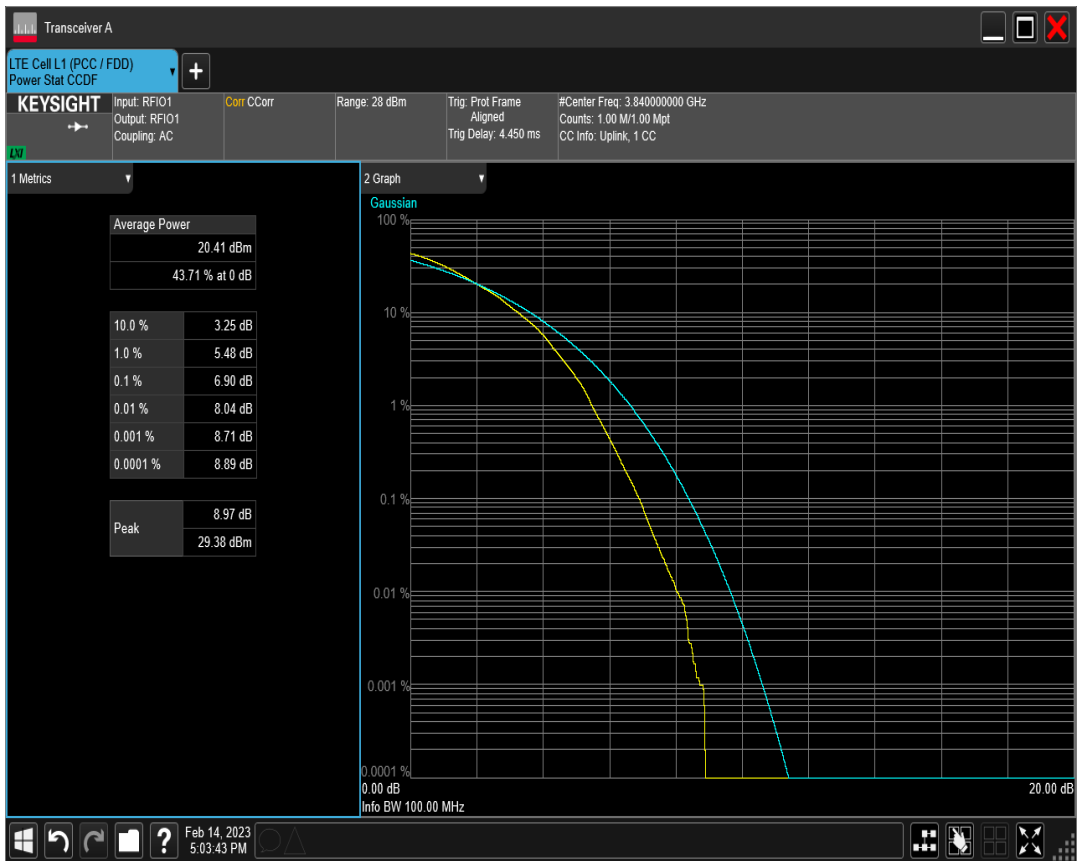 Transceiver A
LTE Cell L1 (PCC / FDD)
Power Stat CCDF
+
KEYSIGHT
LXI
Input: RFIO1
Output: RFIO1
Coupling: AC
Corr CCorr
Range: 28 dBm
Trig: Prot Frame
Aligned
Trig Delay: 4.450 ms
#Center Freq: 3.840000000 GHz
Counts: 1.00 M/1.00 Mpt
CC Info: Uplink, 1 CC
1 Metrics
Average Power
20.41 dBm
43.71 % at 0 dB
10.0 % 3.25 dB
1.0 % 5.48 dB
0.1 % 6.90 dB
0.01 % 8.04 dB
0.001 % 8.71 dB
0.0001 % 8.89 dB
Peak
8.97 dB
29.38 dBm
2 Graph
Gaussian
100 %
10 %
1 %
0.1 %
0.01 %
0.001 %
0.0001 %
0.00 dB 20.00 dB
Info BW 100.00 MHz
?
Feb 14, 2023
5:03:43 PM